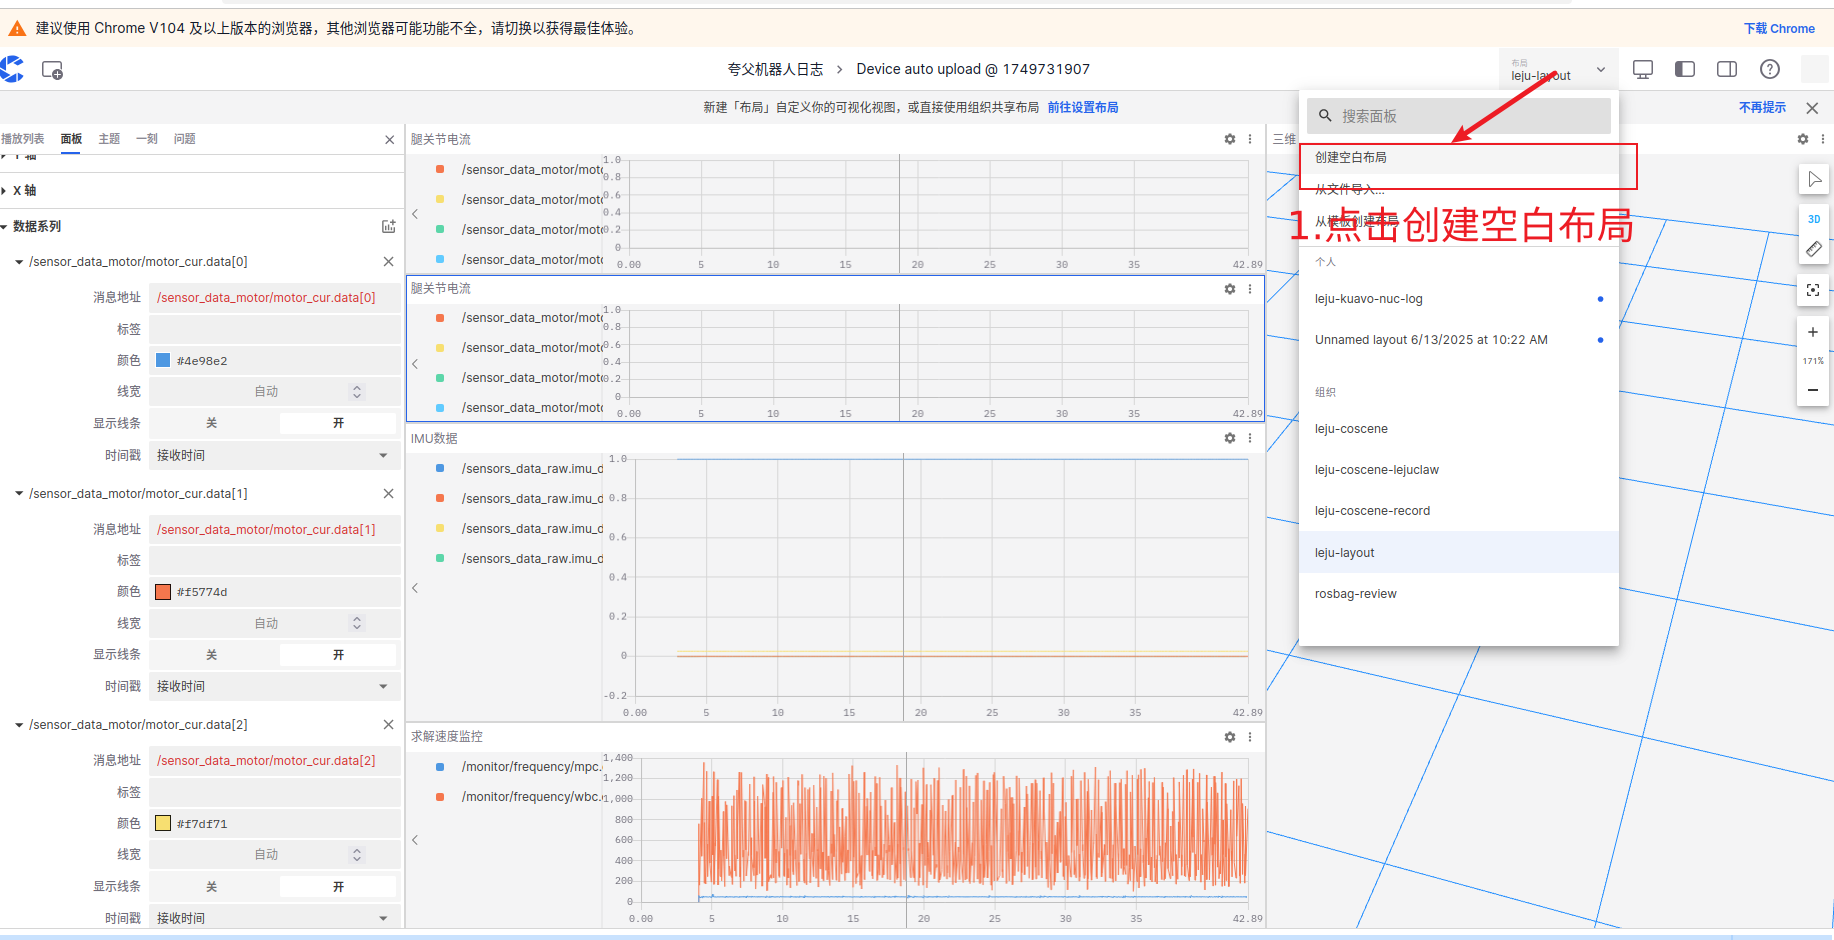 建议使用 Chrome V104 及以上版本的浏览器，其他浏览器可能功能不全，请切换以获得最佳体验。
下载 Chrome
夸父机器人日志 > Device auto upload @ 1749731907
布局
leju-layout
新建「布局」自定义你的可视化视图，或直接使用组织共享布局 前往设置布局
不再提示
播放列表 面板 主题 一刻 问题
X 轴
数据系列
/sensor_data_motor/motor_cur.data[0]
消息地址 /sensor_data_motor/motor_cur.data[0]
标签
颜色 #4e98e2
线宽 自动
显示线条 关 开
时间戳 接收时间
/sensor_data_motor/motor_cur.data[1]
消息地址 /sensor_data_motor/motor_cur.data[1]
标签
颜色 #f5774d
线宽 自动
显示线条 关 开
时间戳 接收时间
/sensor_data_motor/motor_cur.data[2]
消息地址 /sensor_data_motor/motor_cur.data[2]
标签
颜色 #f7df71
线宽 自动
显示线条 关 开
时间戳 接收时间
腿关节电流
/sensor_data_motor/moto
/sensor_data_motor/moto
/sensor_data_motor/moto
/sensor_data_motor/moto
1.0
0.8
0.6
0.4
0.2
0
0.00 5 10 15 20 25 30 35 42.89
腿关节电流
/sensor_data_motor/moto
/sensor_data_motor/moto
/sensor_data_motor/moto
/sensor_data_motor/moto
1.0
0.8
0.6
0.4
0.2
0
0.00 5 10 15 20 25 30 35 42.89
IMU数据
/sensors_data_raw.imu_d
/sensors_data_raw.imu_d
/sensors_data_raw.imu_d
/sensors_data_raw.imu_d
1.0
0.8
0.6
0.4
0.2
0
-0.2
0.00 5 10 15 20 25 30 35 42.89
求解速度监控
/monitor/frequency/mpc.
/monitor/frequency/wbc.
1,400
1,200
1,000
800
600
400
200
0
0.00 5 10 15 20 25 30 35 42.89
三维
搜索面板
创建空白布局
从文件导入...
从模板创建布局
1.点击创建空白布局
个人
leju-kuavo-nuc-log
Unnamed layout 6/13/2025 at 10:22 AM
组织
leju-coscene
leju-coscene-lejuclaw
leju-coscene-record
leju-layout
rosbag-review
3D
171%